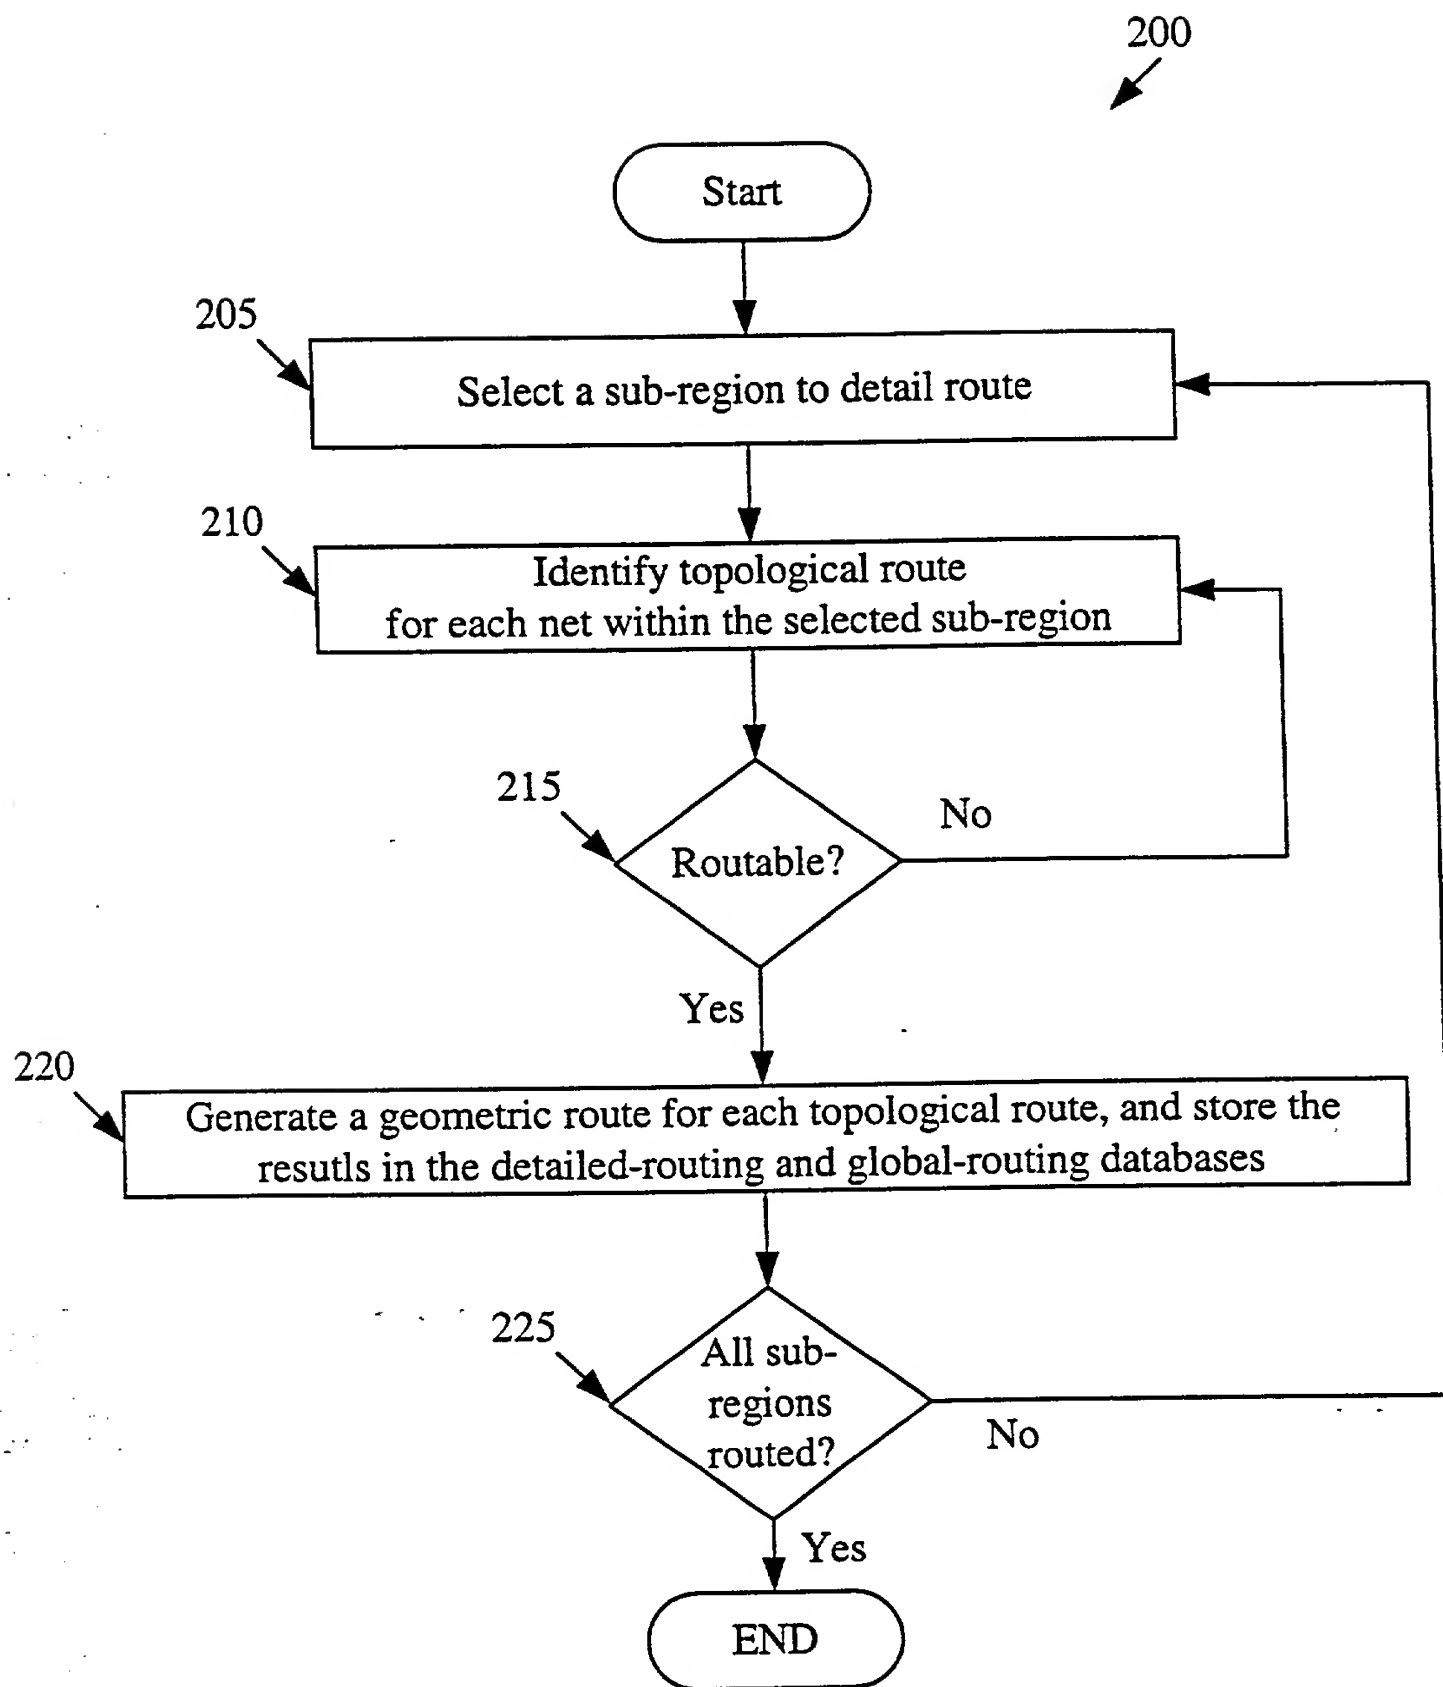 200
Start
205
Select a sub-region to detail route
210
Identify topological route
for each net within the selected sub-region
215
Routable?
No
Yes
220
Generate a geometric route for each topological route, and store the
resutls in the detailed-routing and global-routing databases
225
All sub-
regions
routed?
No
Yes
END